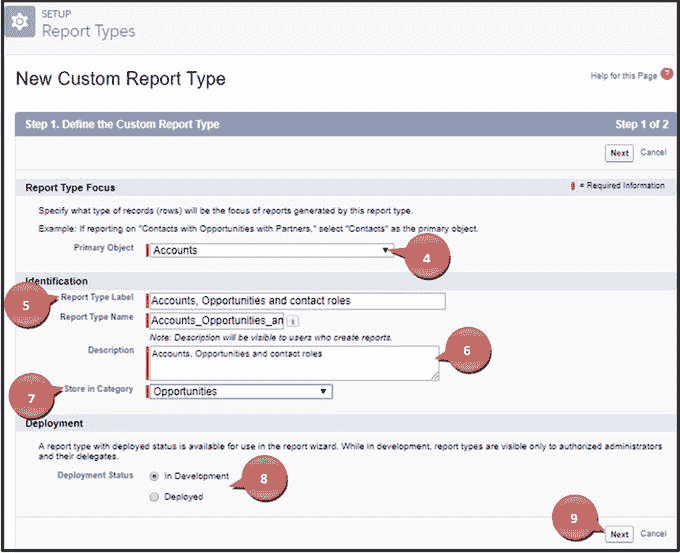 SETUP
Report Types
New Custom Report Type
Help for this Page ?
Step 1. Define the Custom Report Type Step 1 of 2
Next Cancel
Report Type Focus = Required Information
Specify what type of records (rows) will be the focus of reports generated by this report type.
Example: If reporting on "Contacts with Opportunities with Partners," select "Contacts" as the primary object.
Primary Object Accounts
4
Identification
5 Report Type Label Accounts, Opportunities and contact roles
Report Type Name Accounts_Opportunities_an i
Note: Description will be visible to users who create reports.
Description Accounts, Opportunities and contact roles
6
7 Store in Category Opportunities
Deployment
A report type with deployed status is available for use in the report wizard. While in development, report types are visible only to authorized administrators
and their delegates.
Deployment Status In Development
8
Deployed
9
Next Cancel